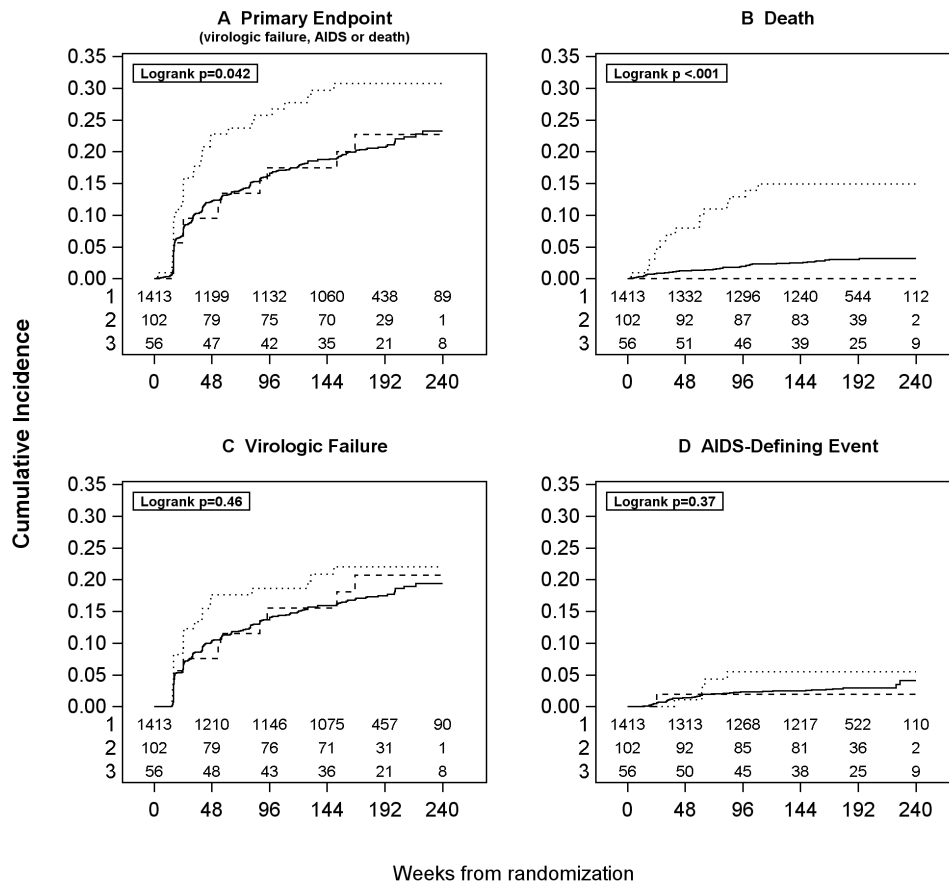 A Primary Endpoint
(virologic failure, AIDS or death)
Logrank p=0.042
0.35
0.30
0.25
0.20
0.15
0.10
0.05
0.00
1 1413 1199 1132 1060 438 89
2 102 79 75 70 29 1
3 56 47 42 35 21 8
0 48 96 144 192 240
B Death
Logrank p <.001
0.35
0.30
0.25
0.20
0.15
0.10
0.05
0.00
1 1413 1332 1296 1240 544 112
2 102 92 87 83 39 2
3 56 51 46 39 25 9
0 48 96 144 192 240
Cumulative Incidence
C Virologic Failure
Logrank p=0.46
0.35
0.30
0.25
0.20
0.15
0.10
0.05
0.00
1 1413 1210 1146 1075 457 90
2 102 79 76 71 31 1
3 56 48 43 36 21 8
0 48 96 144 192 240
D AIDS-Defining Event
Logrank p=0.37
0.35
0.30
0.25
0.20
0.15
0.10
0.05
0.00
1 1413 1313 1268 1217 522 110
2 102 92 85 81 36 2
3 56 50 45 38 25 9
0 48 96 144 192 240
Weeks from randomization